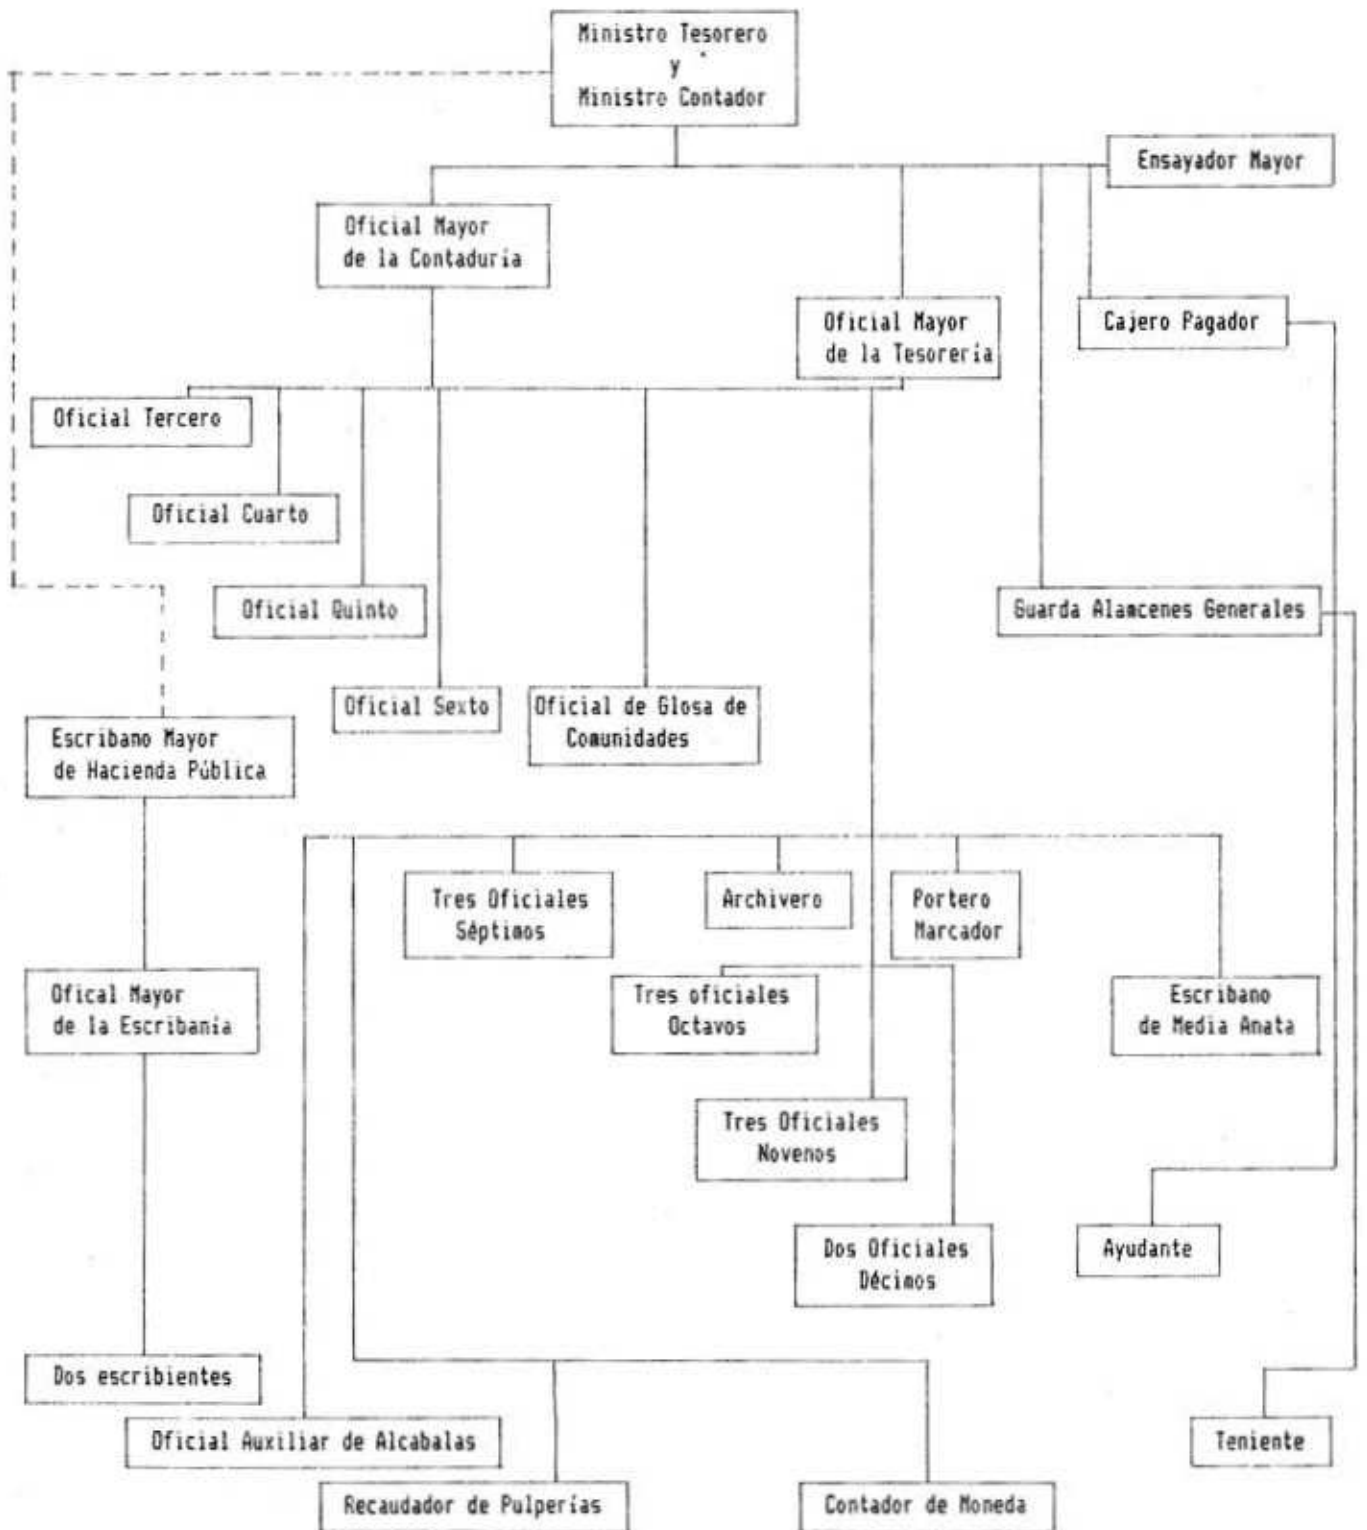 Ministro Tesorero
y
Ministro Contador
Ensayador Mayor
Oficial Mayor
de la Contaduría
Oficial Mayor
de la Tesorería
Cajero Pagador
Oficial Tercero
Oficial Cuarto
Oficial Quinto
Guarda Alamcenes Generales
Oficial Sexto
Oficial de Glosa de
Comunidades
Escribano Mayor
de Hacienda Pública
Tres Oficiales
Séptimos
Archivero
Portero
Marcador
Ofical Mayor
de la Escribanía
Tres oficiales
Octavos
Escribano
de Media Anata
Tres Oficiales
Novenos
Dos Oficiales
Décimos
Ayudante
Dos escribientes
Oficial Auxiliar de Alcabalas
Teniente
Recaudador de Pulperías
Contador de Moneda